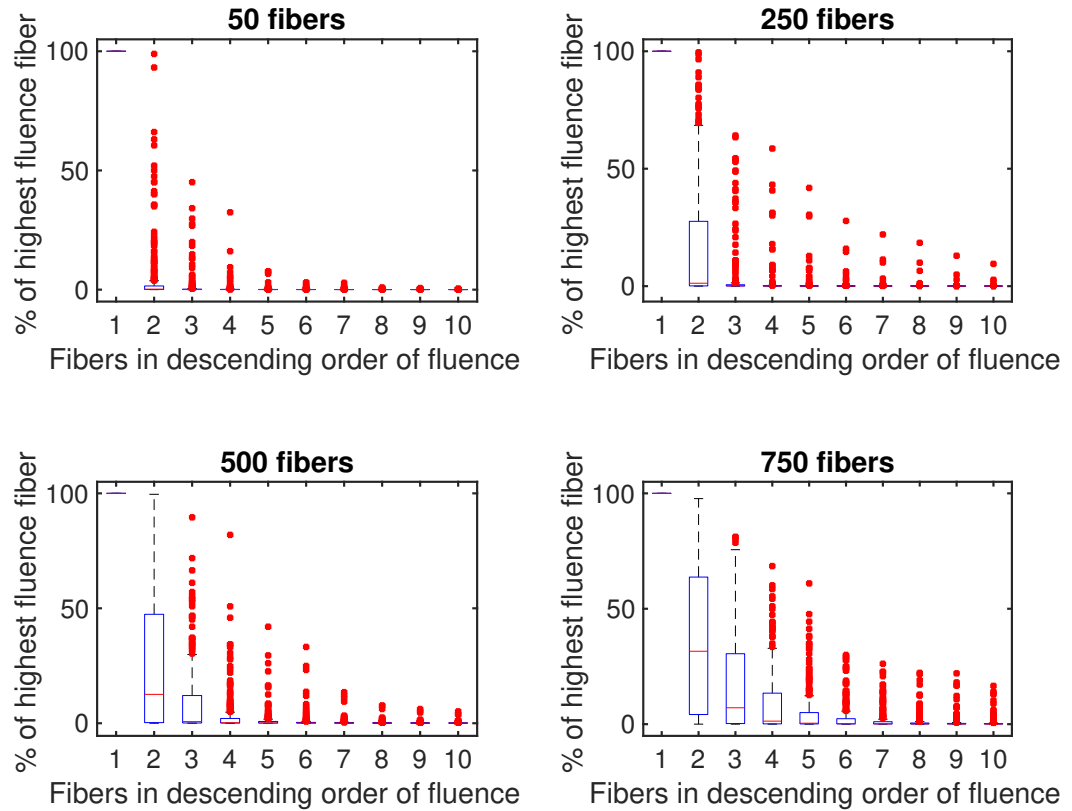 50 fibers
% of highest fluence fiber
100
50
0
1 2 3 4 5 6 7 8 9 10
Fibers in descending order of fluence
250 fibers
% of highest fluence fiber
100
50
0
1 2 3 4 5 6 7 8 9 10
Fibers in descending order of fluence
500 fibers
% of highest fluence fiber
100
50
0
1 2 3 4 5 6 7 8 9 10
Fibers in descending order of fluence
750 fibers
% of highest fluence fiber
100
50
0
1 2 3 4 5 6 7 8 9 10
Fibers in descending order of fluence